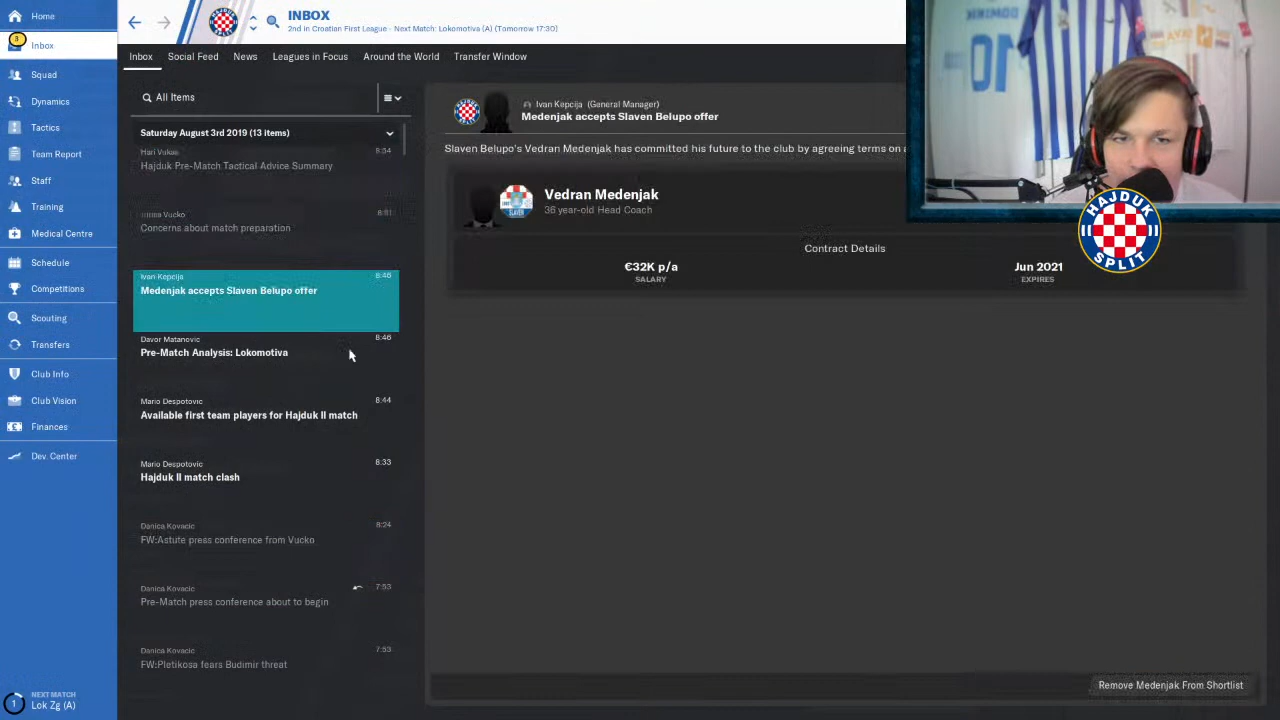 Home
3
Inbox
Squad
Dynamics
Tactics
Team Report
Staff
Training
Medical Centre
Schedule
Competitions
Scouting
Transfers
Club Info
Club Vision
Finances
Dev. Center
1
NEXT MATCH
Lok Zg (A)
INBOX
2nd in Croatian First League - Next Match: Lokomotiva (A) (Tomorrow 17:30)
Inbox
Social Feed
News
Leagues in Focus
Around the World
Transfer Window
All Items
Saturday August 3rd 2019 (13 items)
Hari Vukas
8:54
Hajduk Pre-Match Tactical Advice Summary
Vucko
Concerns about match preparation
Ivan Kepcija
8:46
Medenjak accepts Slaven Belupo offer
Davor Matanovic
8:46
Pre-Match Analysis: Lokomotiva
Mario Despotovic
8:44
Available first team players for Hajduk II match
Mario Despotovic
8:33
Hajduk II match clash
Danica Kovacic
8:24
FW:Astute press conference from Vucko
Danica Kovacic
7:53
Pre-Match press conference about to begin
Danica Kovacic
7:53
FW:Pletikosa fears Budimir threat
Ivan Kepcija (General Manager)
Medenjak accepts Slaven Belupo offer
Slaven Belupo's Vedran Medenjak has committed his future to the club by agreeing terms on a
Vedran Medenjak
36 year-old Head Coach
Contract Details
€32K p/a
SALARY
Jun 2021
EXPIRES
Remove Medenjak From Shortlist
DOMINIK
10
HAJDUK
SPLIT